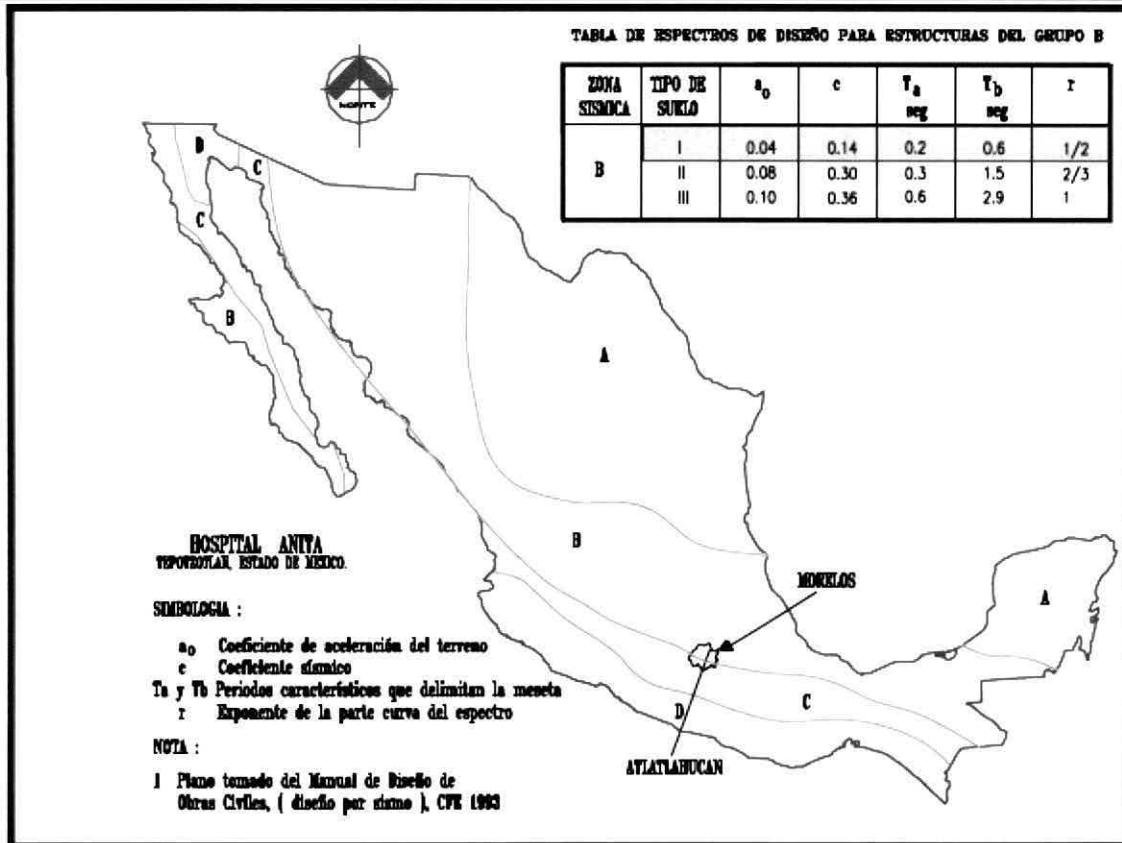 TABLA DE ESPECTROS DE DISEÑO PARA ESTRUCTURAS DEL GRUPO B
ZONA SISMICA TIPO DE SUELO a₀ c Ta seg Tb seg r
B I 0.04 0.14 0.2 0.6 1/2
II 0.08 0.30 0.3 1.5 2/3
III 0.10 0.36 0.6 2.9 1
NORTE
D
C
C
B
A
B
A
MORELOS
C
D
ATLATLAHUCAN
HOSPITAL ANITA
TEPOTZOTLAN, ESTADO DE MEXICO.
SIMBOLOGIA :
a₀ Coeficiente de aceleración del terreno
c Coeficiente sísmico
Ta y Tb Periodos característicos que delimitan la meseta
r Exponente de la parte curva del espectro
NOTA :
1 Plano tomado del Manual de Diseño de
Obras Civiles, ( diseño por sismo ), CFE 1993